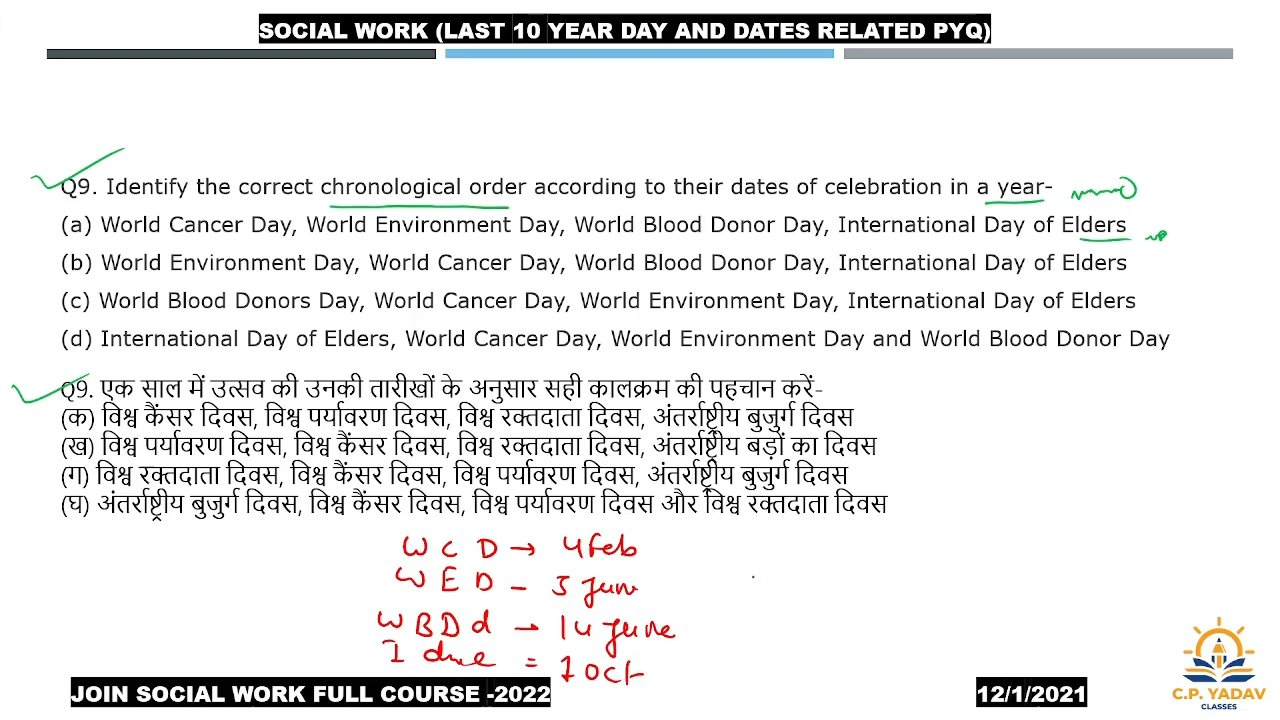 SOCIAL WORK (LAST 10 YEAR DAY AND DATES RELATED PYQ)
Q9. Identify the correct chronological order according to their dates of celebration in a year-
(a) World Cancer Day, World Environment Day, World Blood Donor Day, International Day of Elders
(b) World Environment Day, World Cancer Day, World Blood Donor Day, International Day of Elders
(c) World Blood Donors Day, World Cancer Day, World Environment Day, International Day of Elders
(d) International Day of Elders, World Cancer Day, World Environment Day and World Blood Donor Day
Q9. एक साल में उत्सव की उनकी तारीखों के अनुसार सही कालक्रम की पहचान करें-
(क) विश्व कैंसर दिवस, विश्व पर्यावरण दिवस, विश्व रक्तदाता दिवस, अंतर्राष्ट्रीय बुजुर्ग दिवस
(ख) विश्व पर्यावरण दिवस, विश्व कैंसर दिवस, विश्व रक्तदाता दिवस, अंतर्राष्ट्रीय बड़ों का दिवस
(ग) विश्व रक्तदाता दिवस, विश्व कैंसर दिवस, विश्व पर्यावरण दिवस, अंतर्राष्ट्रीय बुजुर्ग दिवस
(घ) अंतर्राष्ट्रीय बुजुर्ग दिवस, विश्व कैंसर दिवस, विश्व पर्यावरण दिवस और विश्व रक्तदाता दिवस
W C D → 4 Feb
W E D - 5 June
W B D d → 14 June
I = 1 Oct
JOIN SOCIAL WORK FULL COURSE -2022
12/1/2021
C.P. YADAV
CLASSES